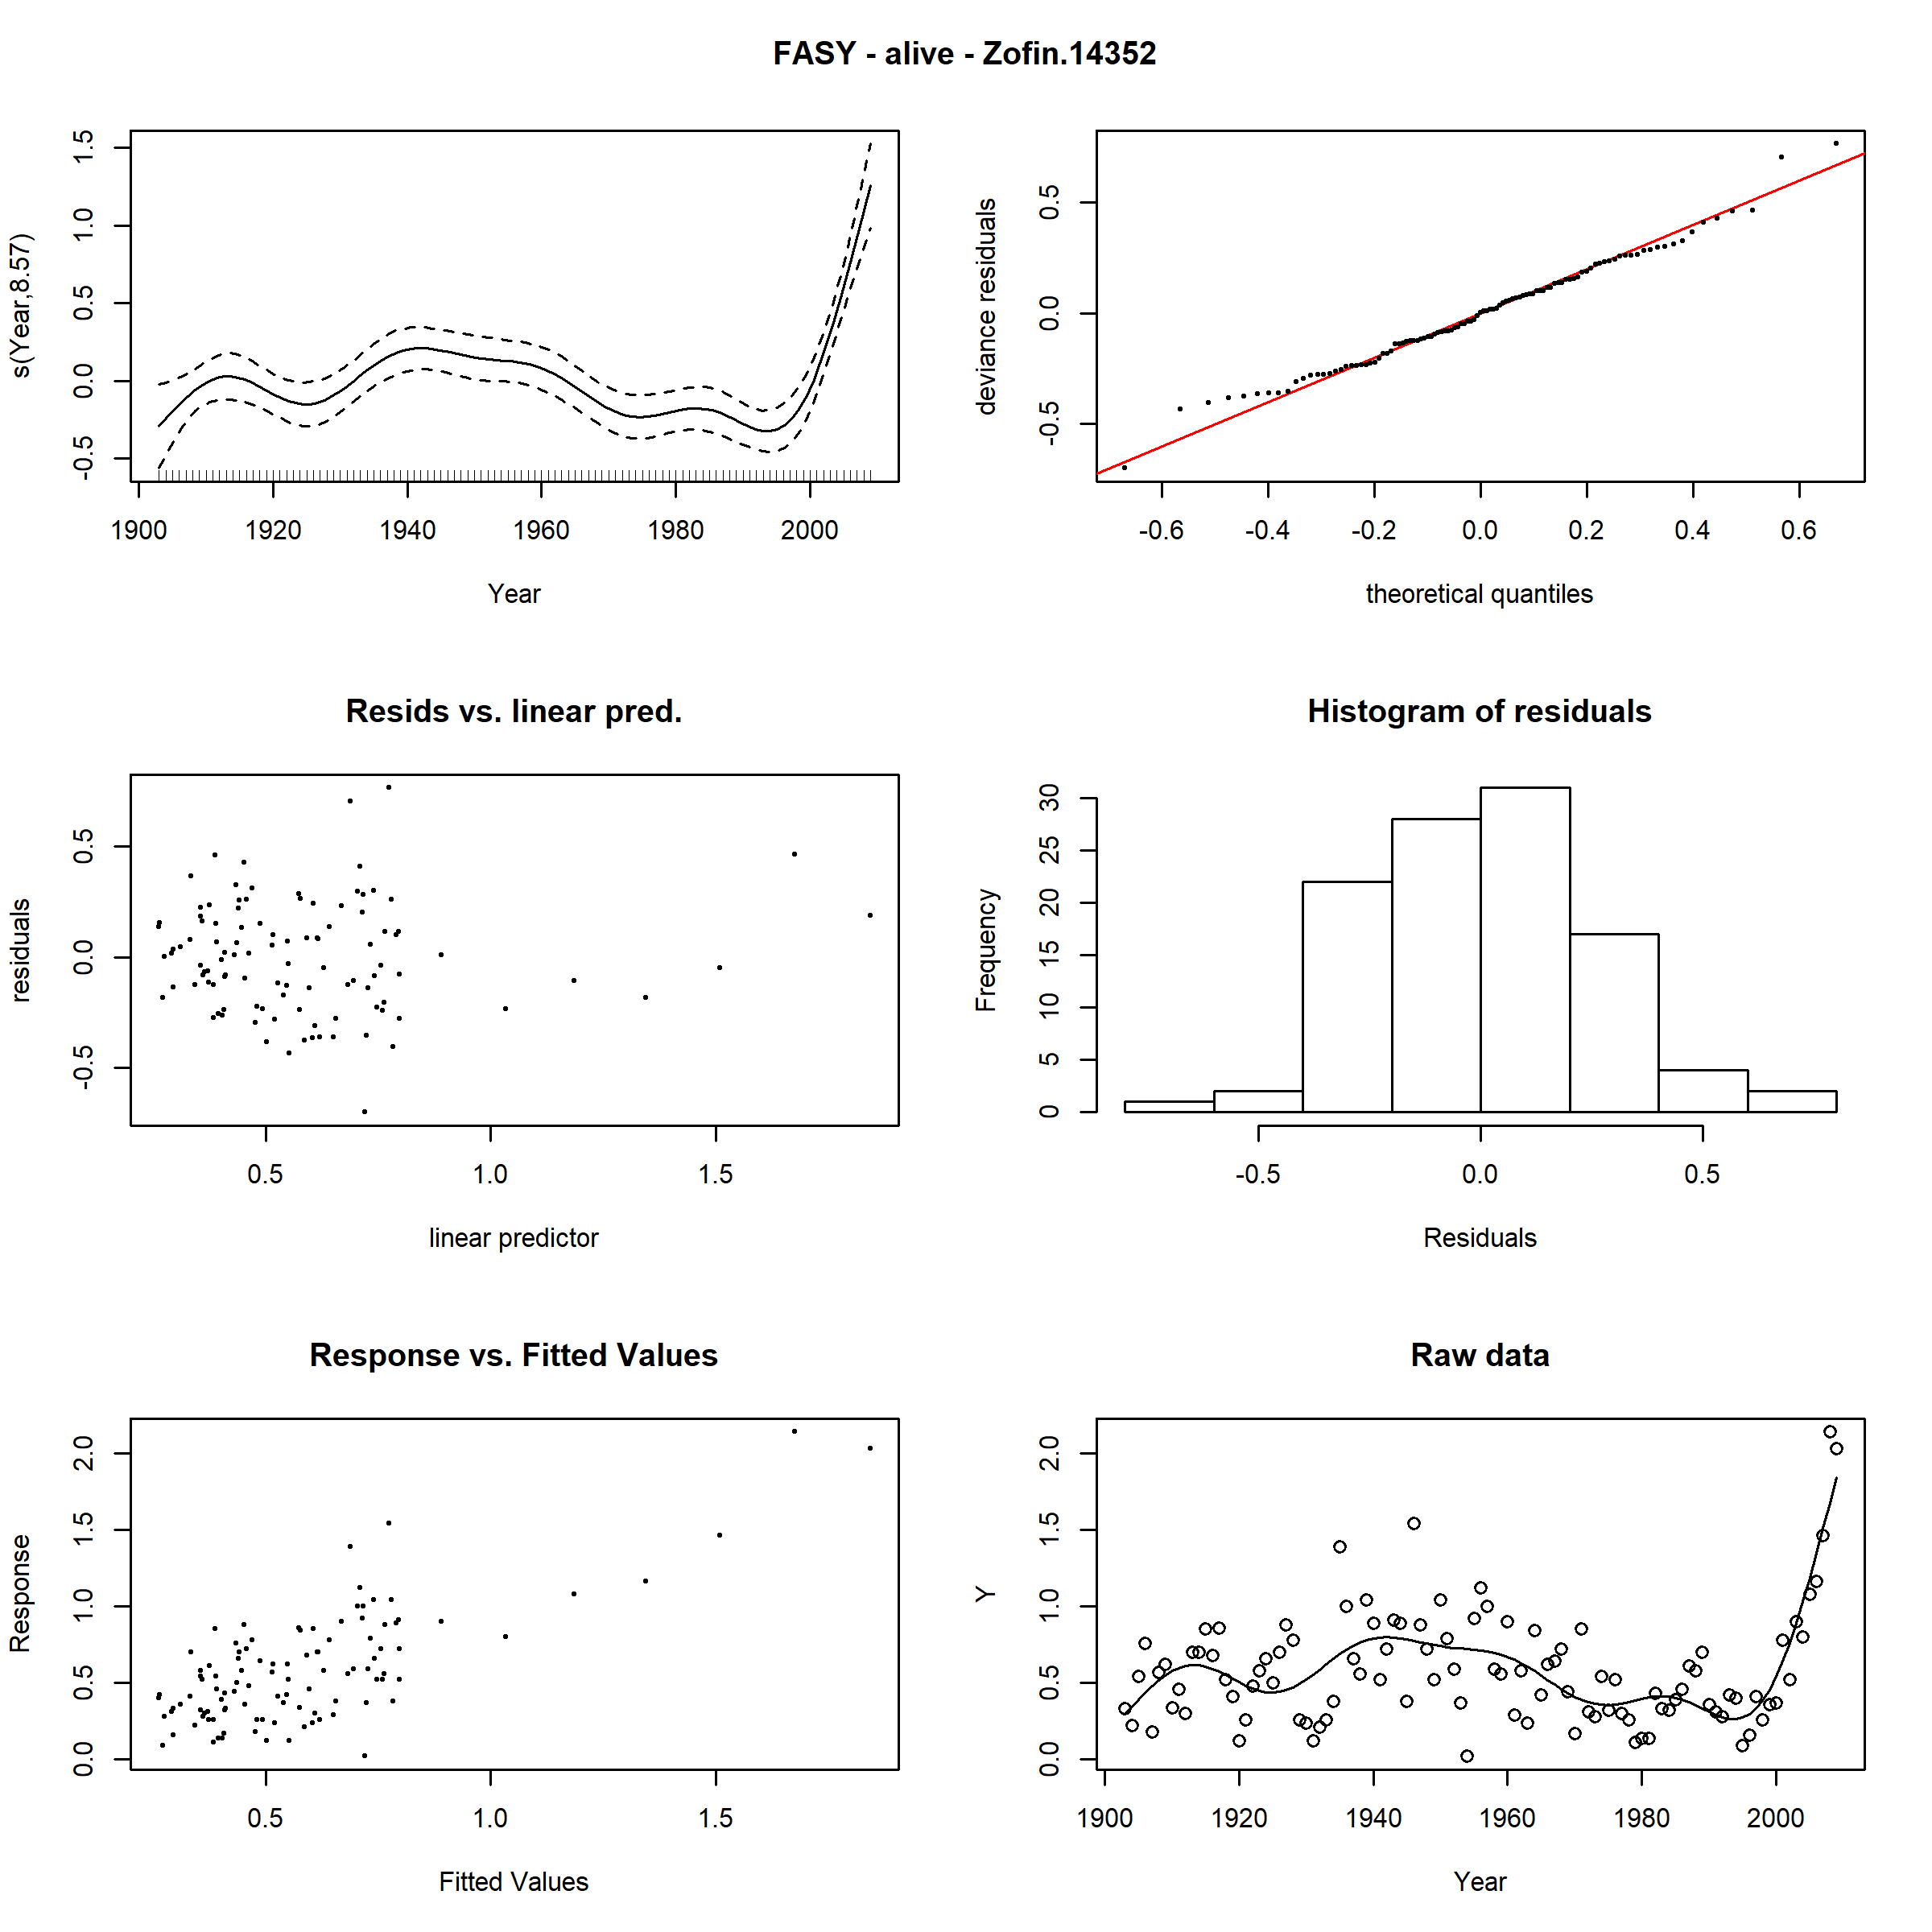 FASY - alive - Zofin.14352
s(Year,8.57)
-0.5 0.0 0.5 1.0 1.5
1900 1920 1940 1960 1980 2000
Year
deviance residuals
-0.5 0.0 0.5
-0.6 -0.4 -0.2 0.0 0.2 0.4 0.6
theoretical quantiles
Resids vs. linear pred.
residuals
-0.5 0.0 0.5
0.5 1.0 1.5
linear predictor
Histogram of residuals
Frequency
0 5 10 15 20 25 30
-0.5 0.0 0.5
Residuals
Response vs. Fitted Values
Response
0.0 0.5 1.0 1.5 2.0
0.5 1.0 1.5
Fitted Values
Raw data
Y
0.0 0.5 1.0 1.5 2.0
1900 1920 1940 1960 1980 2000
Year